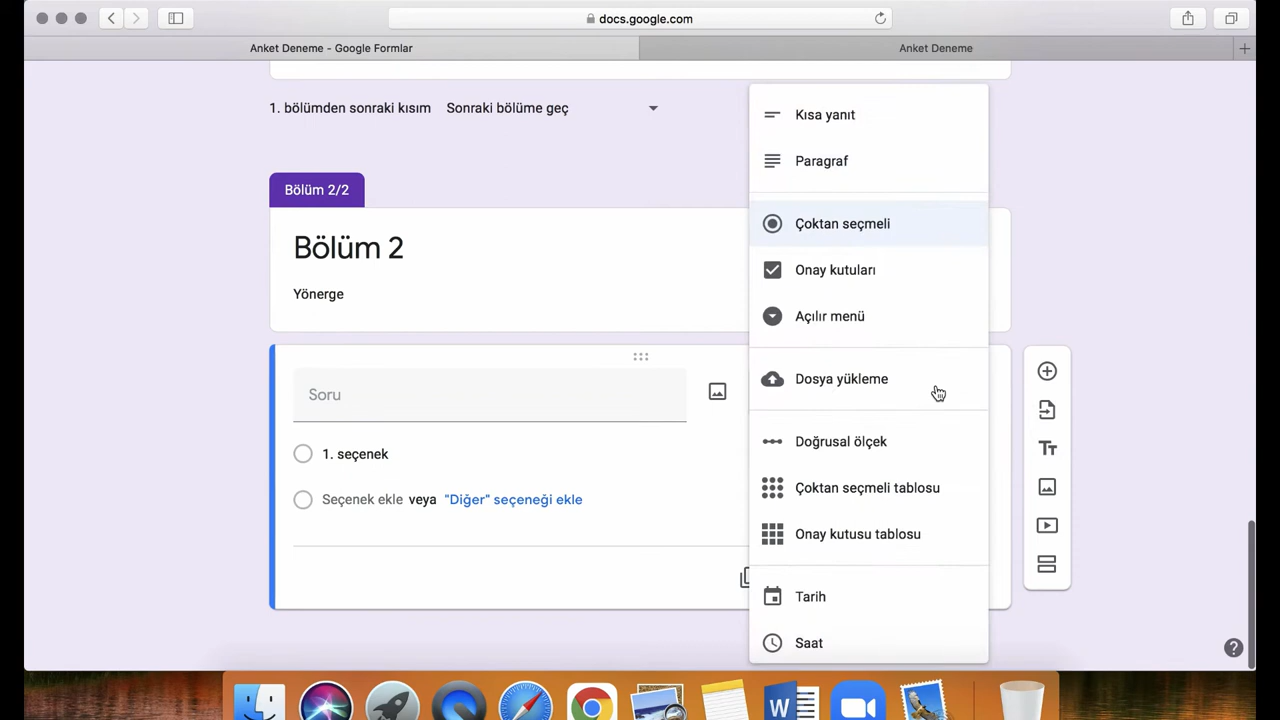 docs.google.com
Anket Deneme - Google Formlar
Anket Deneme
1. bölümden sonraki kısım Sonraki bölüme geç
Bölüm 2/2
Bölüm 2
Yönerge
Soru
1. seçenek
Seçenek ekle veya "Diğer" seçeneği ekle
Kısa yanıt
Paragraf
Çoktan seçmeli
Onay kutuları
Açılır menü
Dosya yükleme
Doğrusal ölçek
Çoktan seçmeli tablosu
Onay kutusu tablosu
Tarih
Saat